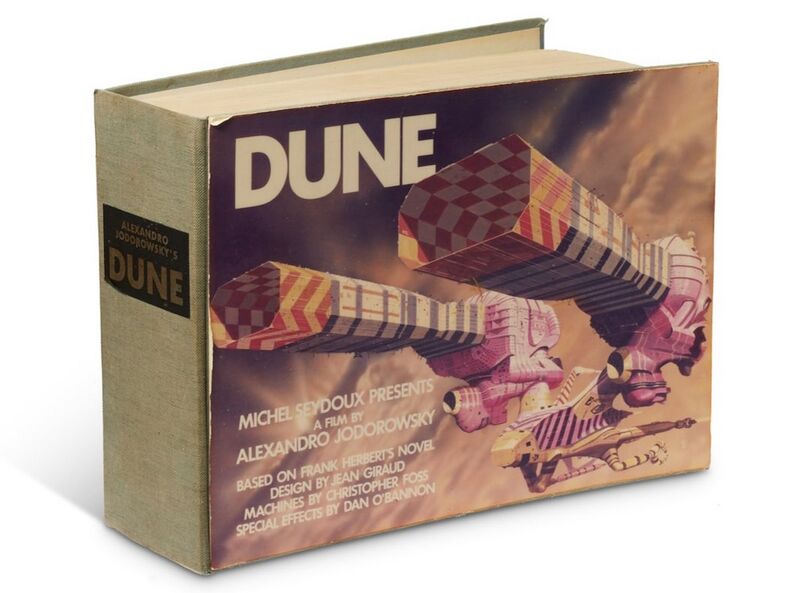 ALEXANDRO
JODOROWSKY'S
DUNE
DUNE
MICHEL SEYDOUX PRESENTS
A FILM BY
ALEXANDRO JODOROWSKY
BASED ON FRANK HERBERT'S NOVEL
DESIGN BY JEAN GIRAUD
MACHINES BY CHRISTOPHER FOSS
SPECIAL EFFECTS BY DAN O'BANNON